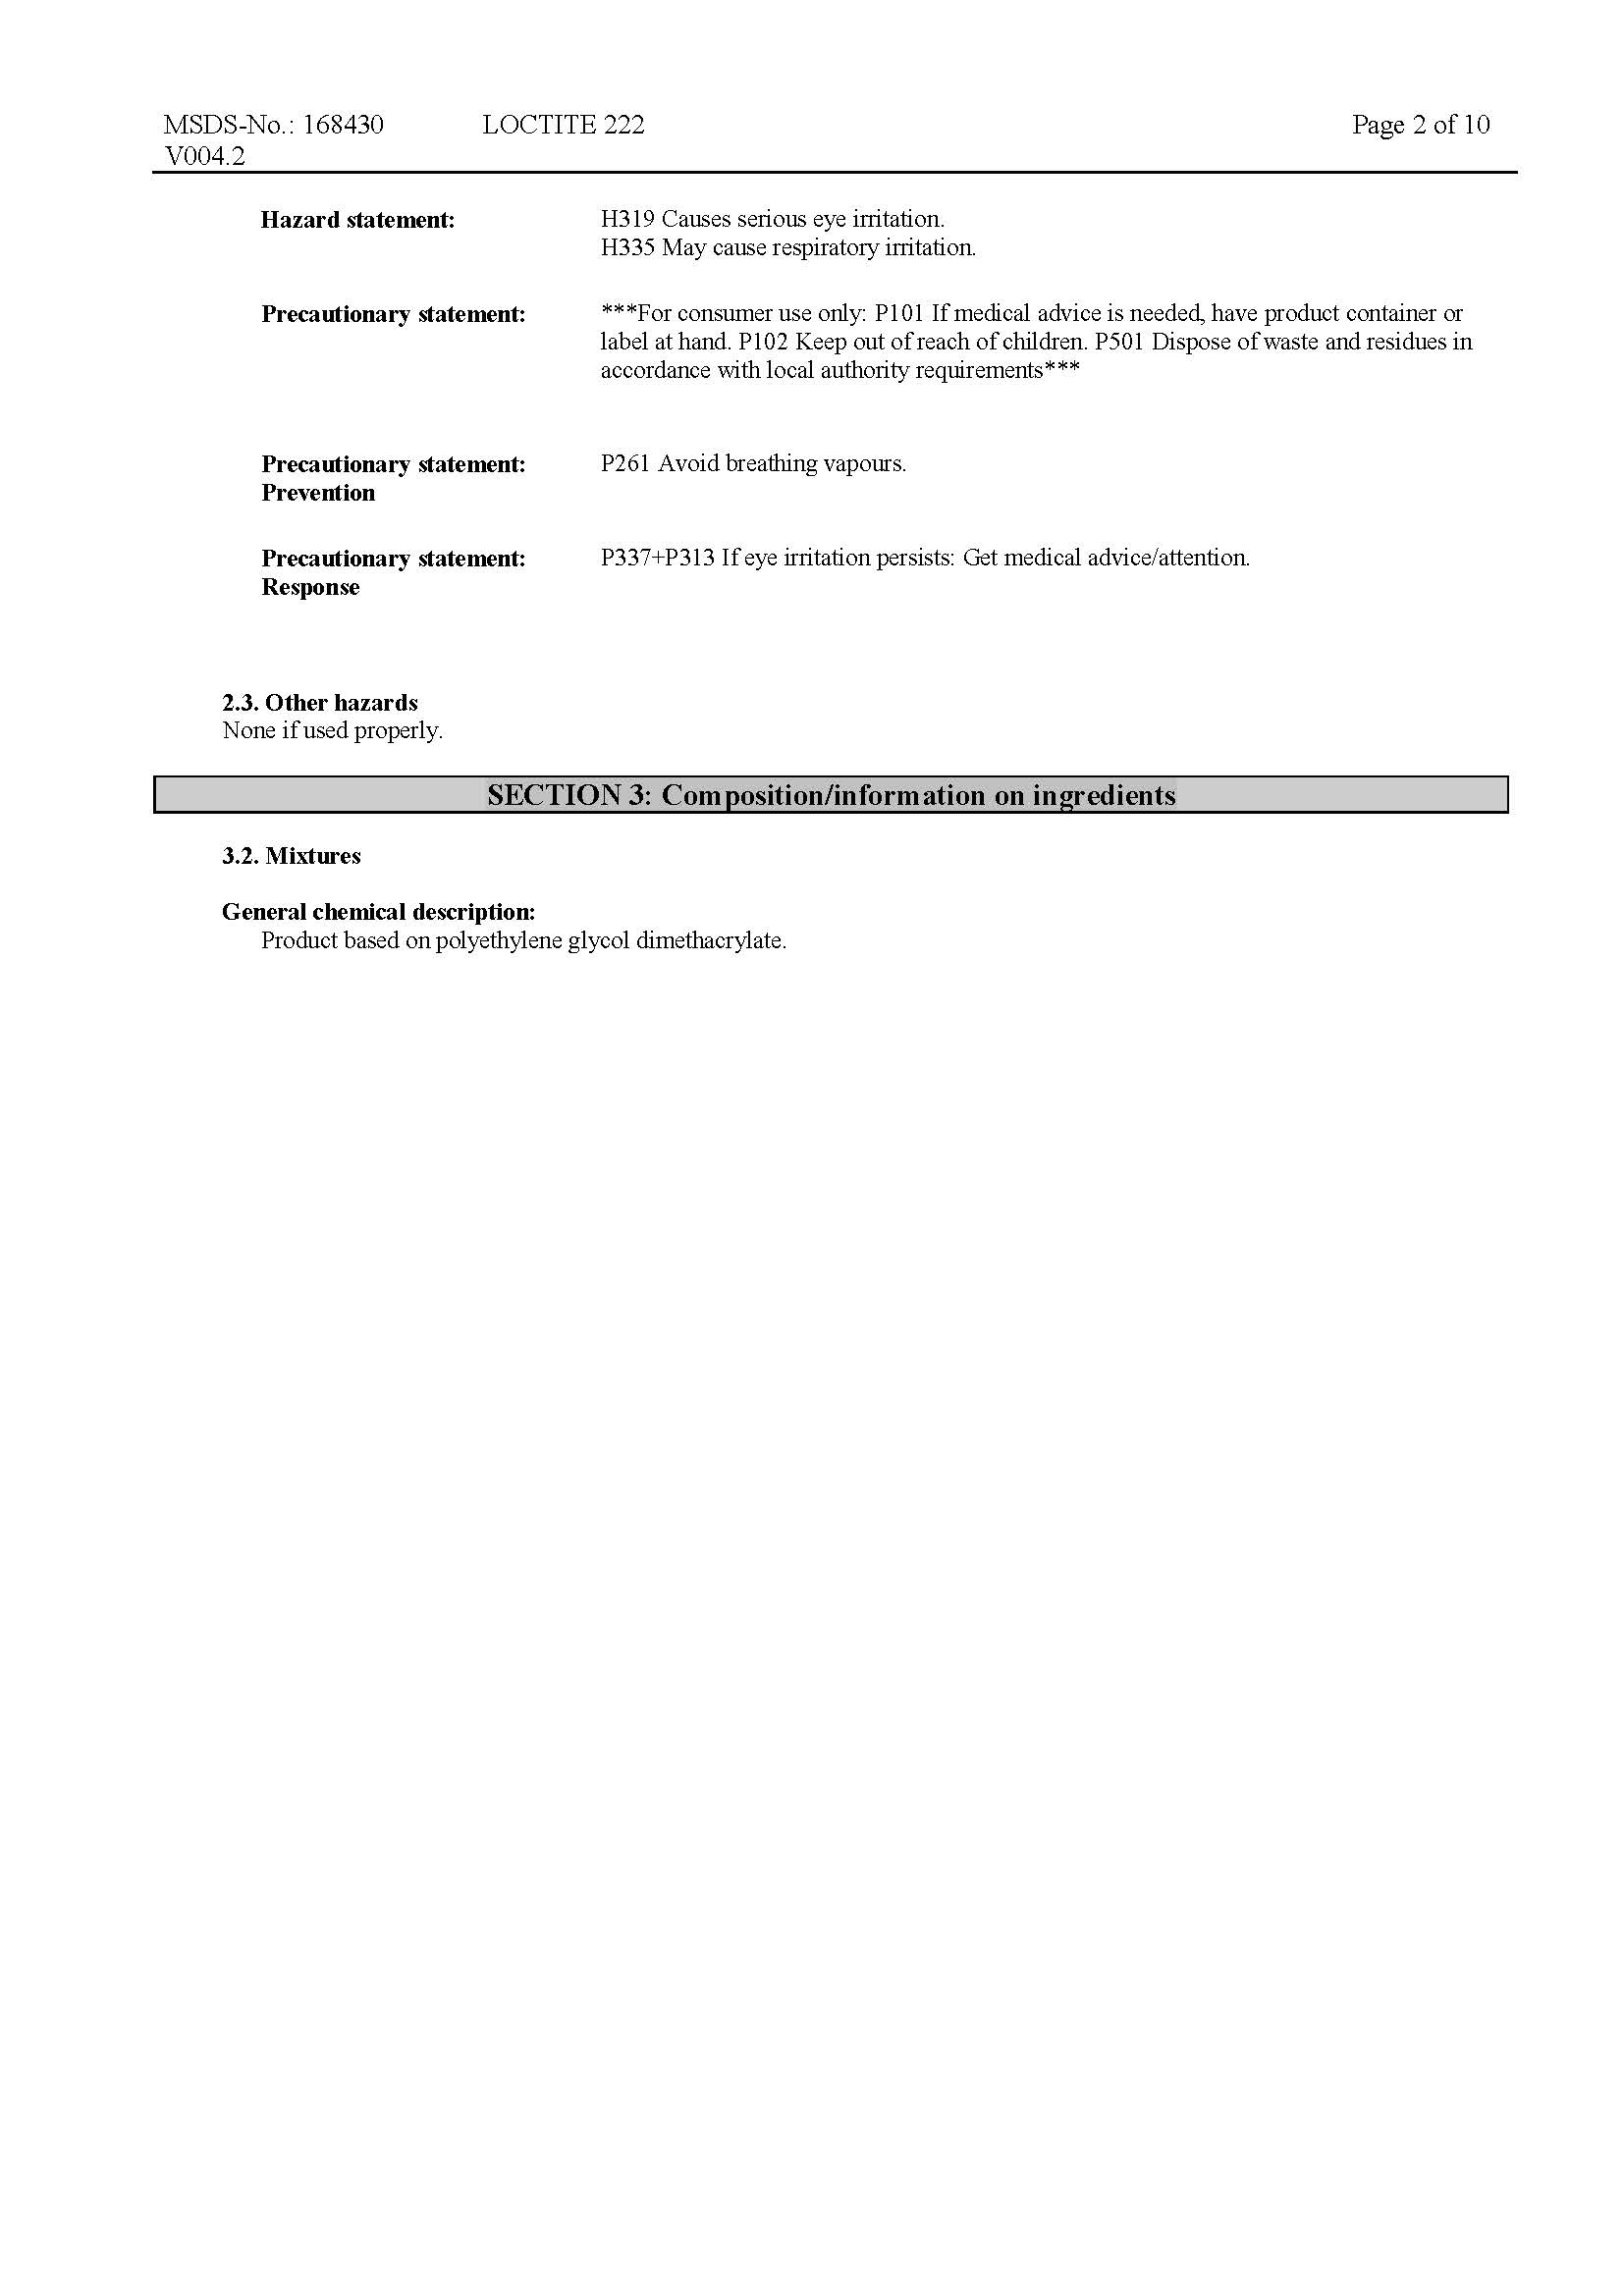 MSDS-No.: 168430 LOCTITE 222 Page 2 of 10
V004.2
Hazard statement: H319 Causes serious eye irritation.
H335 May cause respiratory irritation.
Precautionary statement: ***For consumer use only: P101 If medical advice is needed, have product container or
label at hand. P102 Keep out of reach of children. P501 Dispose of waste and residues in
accordance with local authority requirements***
Precautionary statement: P261 Avoid breathing vapours.
Prevention
Precautionary statement: P337+P313 If eye irritation persists: Get medical advice/attention.
Response
2.3. Other hazards
None if used properly.
SECTION 3: Composition/information on ingredients
3.2. Mixtures
General chemical description:
Product based on polyethylene glycol dimethacrylate.